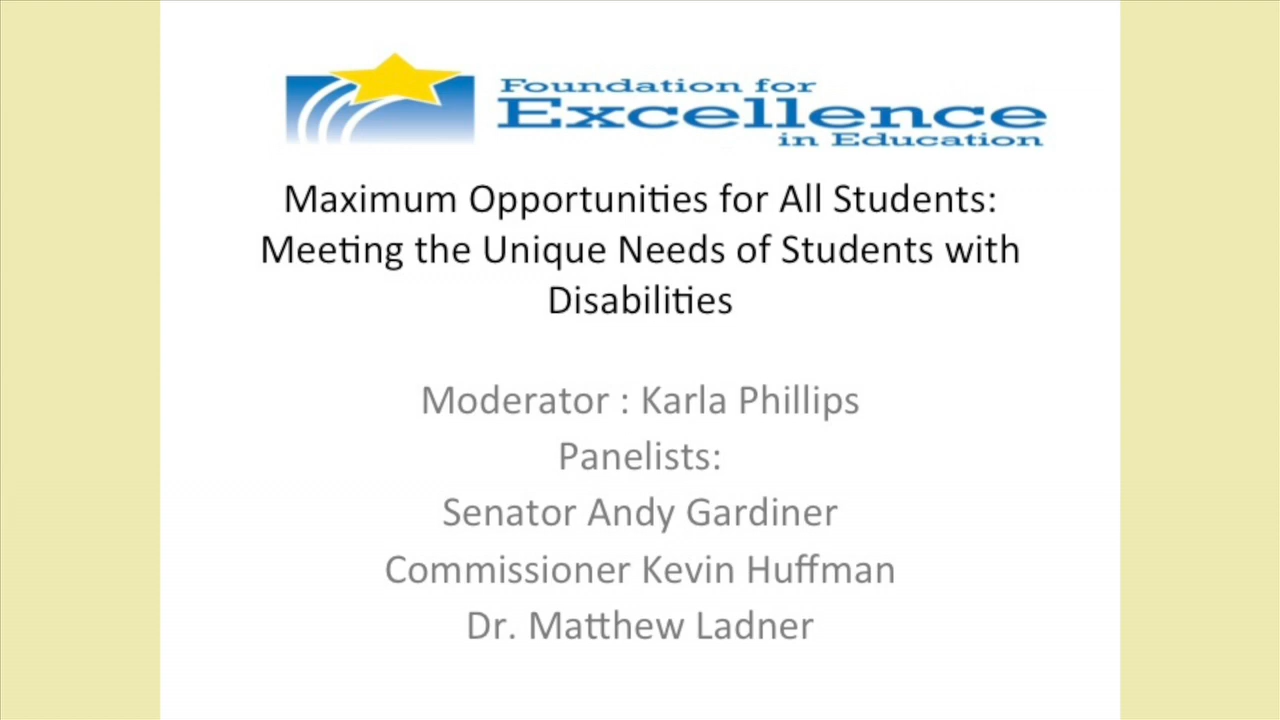 Foundation for
Excellence
in Education
Maximum Opportunities for All Students:
Meeting the Unique Needs of Students with
Disabilities
Moderator : Karla Phillips
Panelists:
Senator Andy Gardiner
Commissioner Kevin Huffman
Dr. Matthew Ladner